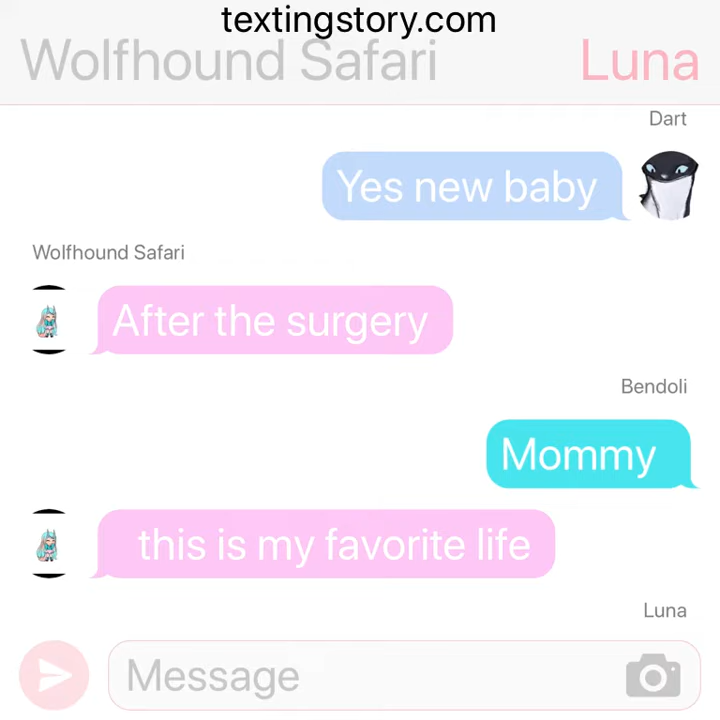 textingstory.com
Wolfhound Safari
Luna
Dart
Yes new baby
Wolfhound Safari
After the surgery
Bendoli
Mommy
this is my favorite life
Luna
Message